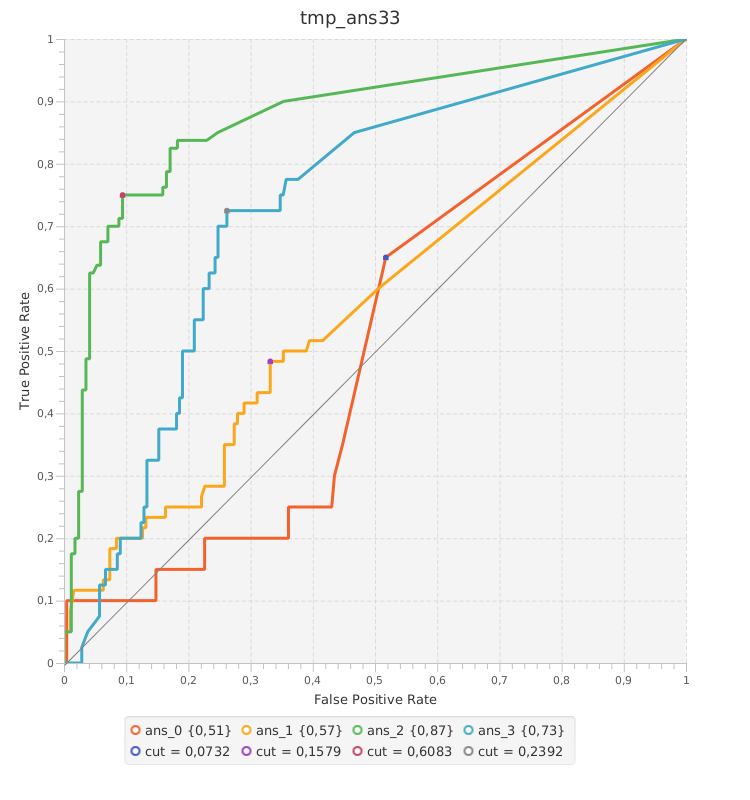 tmp_ans33
1
0,9
0,8
0,7
0,6
0,5
0,4
0,3
0,2
0,1
0
True Positive Rate
0 0,1 0,2 0,3 0,4 0,5 0,6 0,7 0,8 0,9 1
False Positive Rate
ans_0 {0,51} ans_1 {0,57} ans_2 {0,87} ans_3 {0,73}
cut = 0,0732 cut = 0,1579 cut = 0,6083 cut = 0,2392